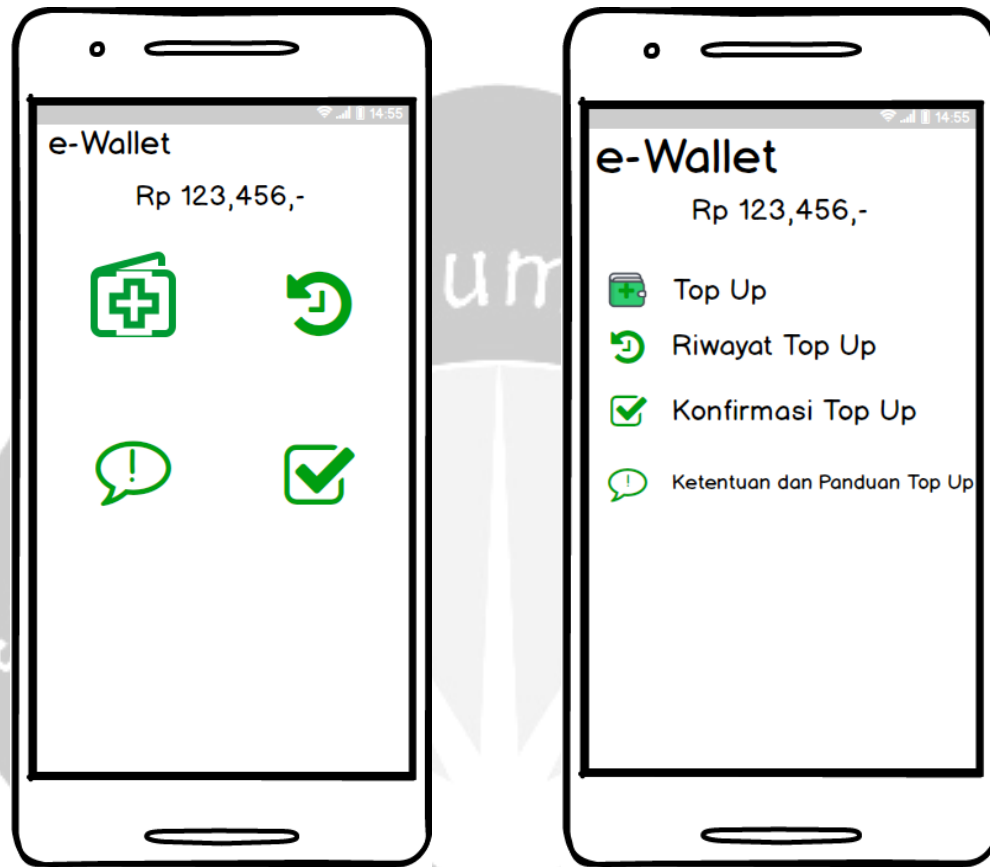 14:55
e-Wallet
Rp 123,456,-
14:55
e-Wallet
Rp 123,456,-
Top Up
Riwayat Top Up
Konfirmasi Top Up
Ketentuan dan Panduan Top Up
um